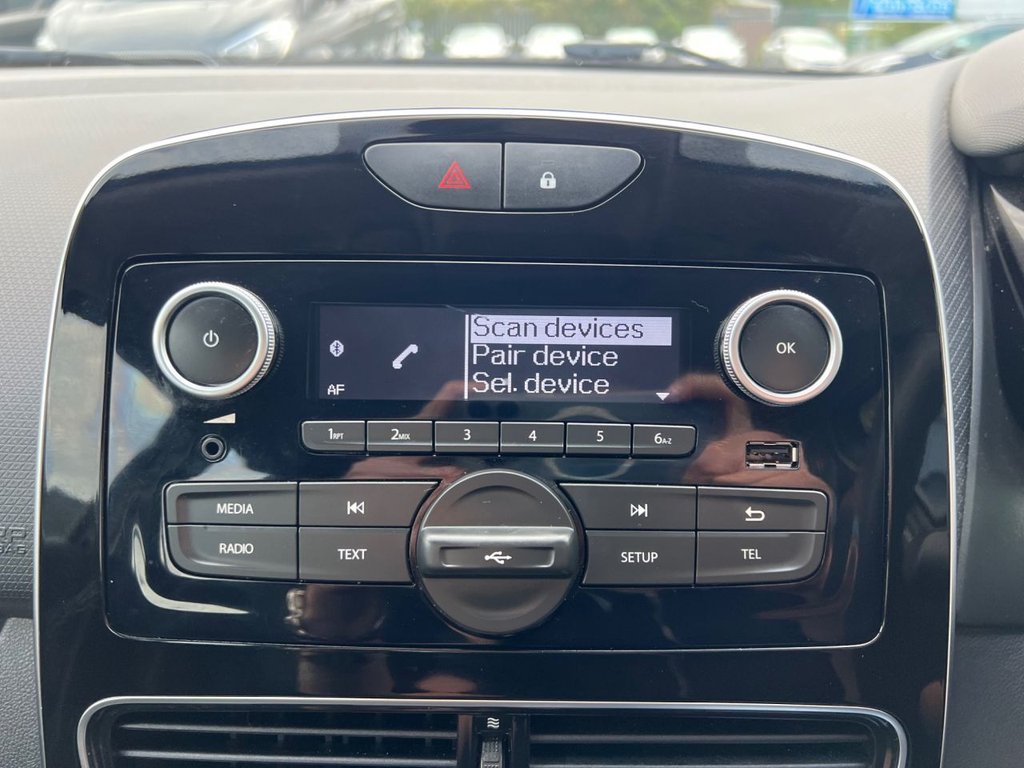 Scan devices
Pair device
Sel. device
AF
OK
1RPT 2MIX 3 4 5 6A-Z
MEDIA
RADIO TEXT SETUP TEL